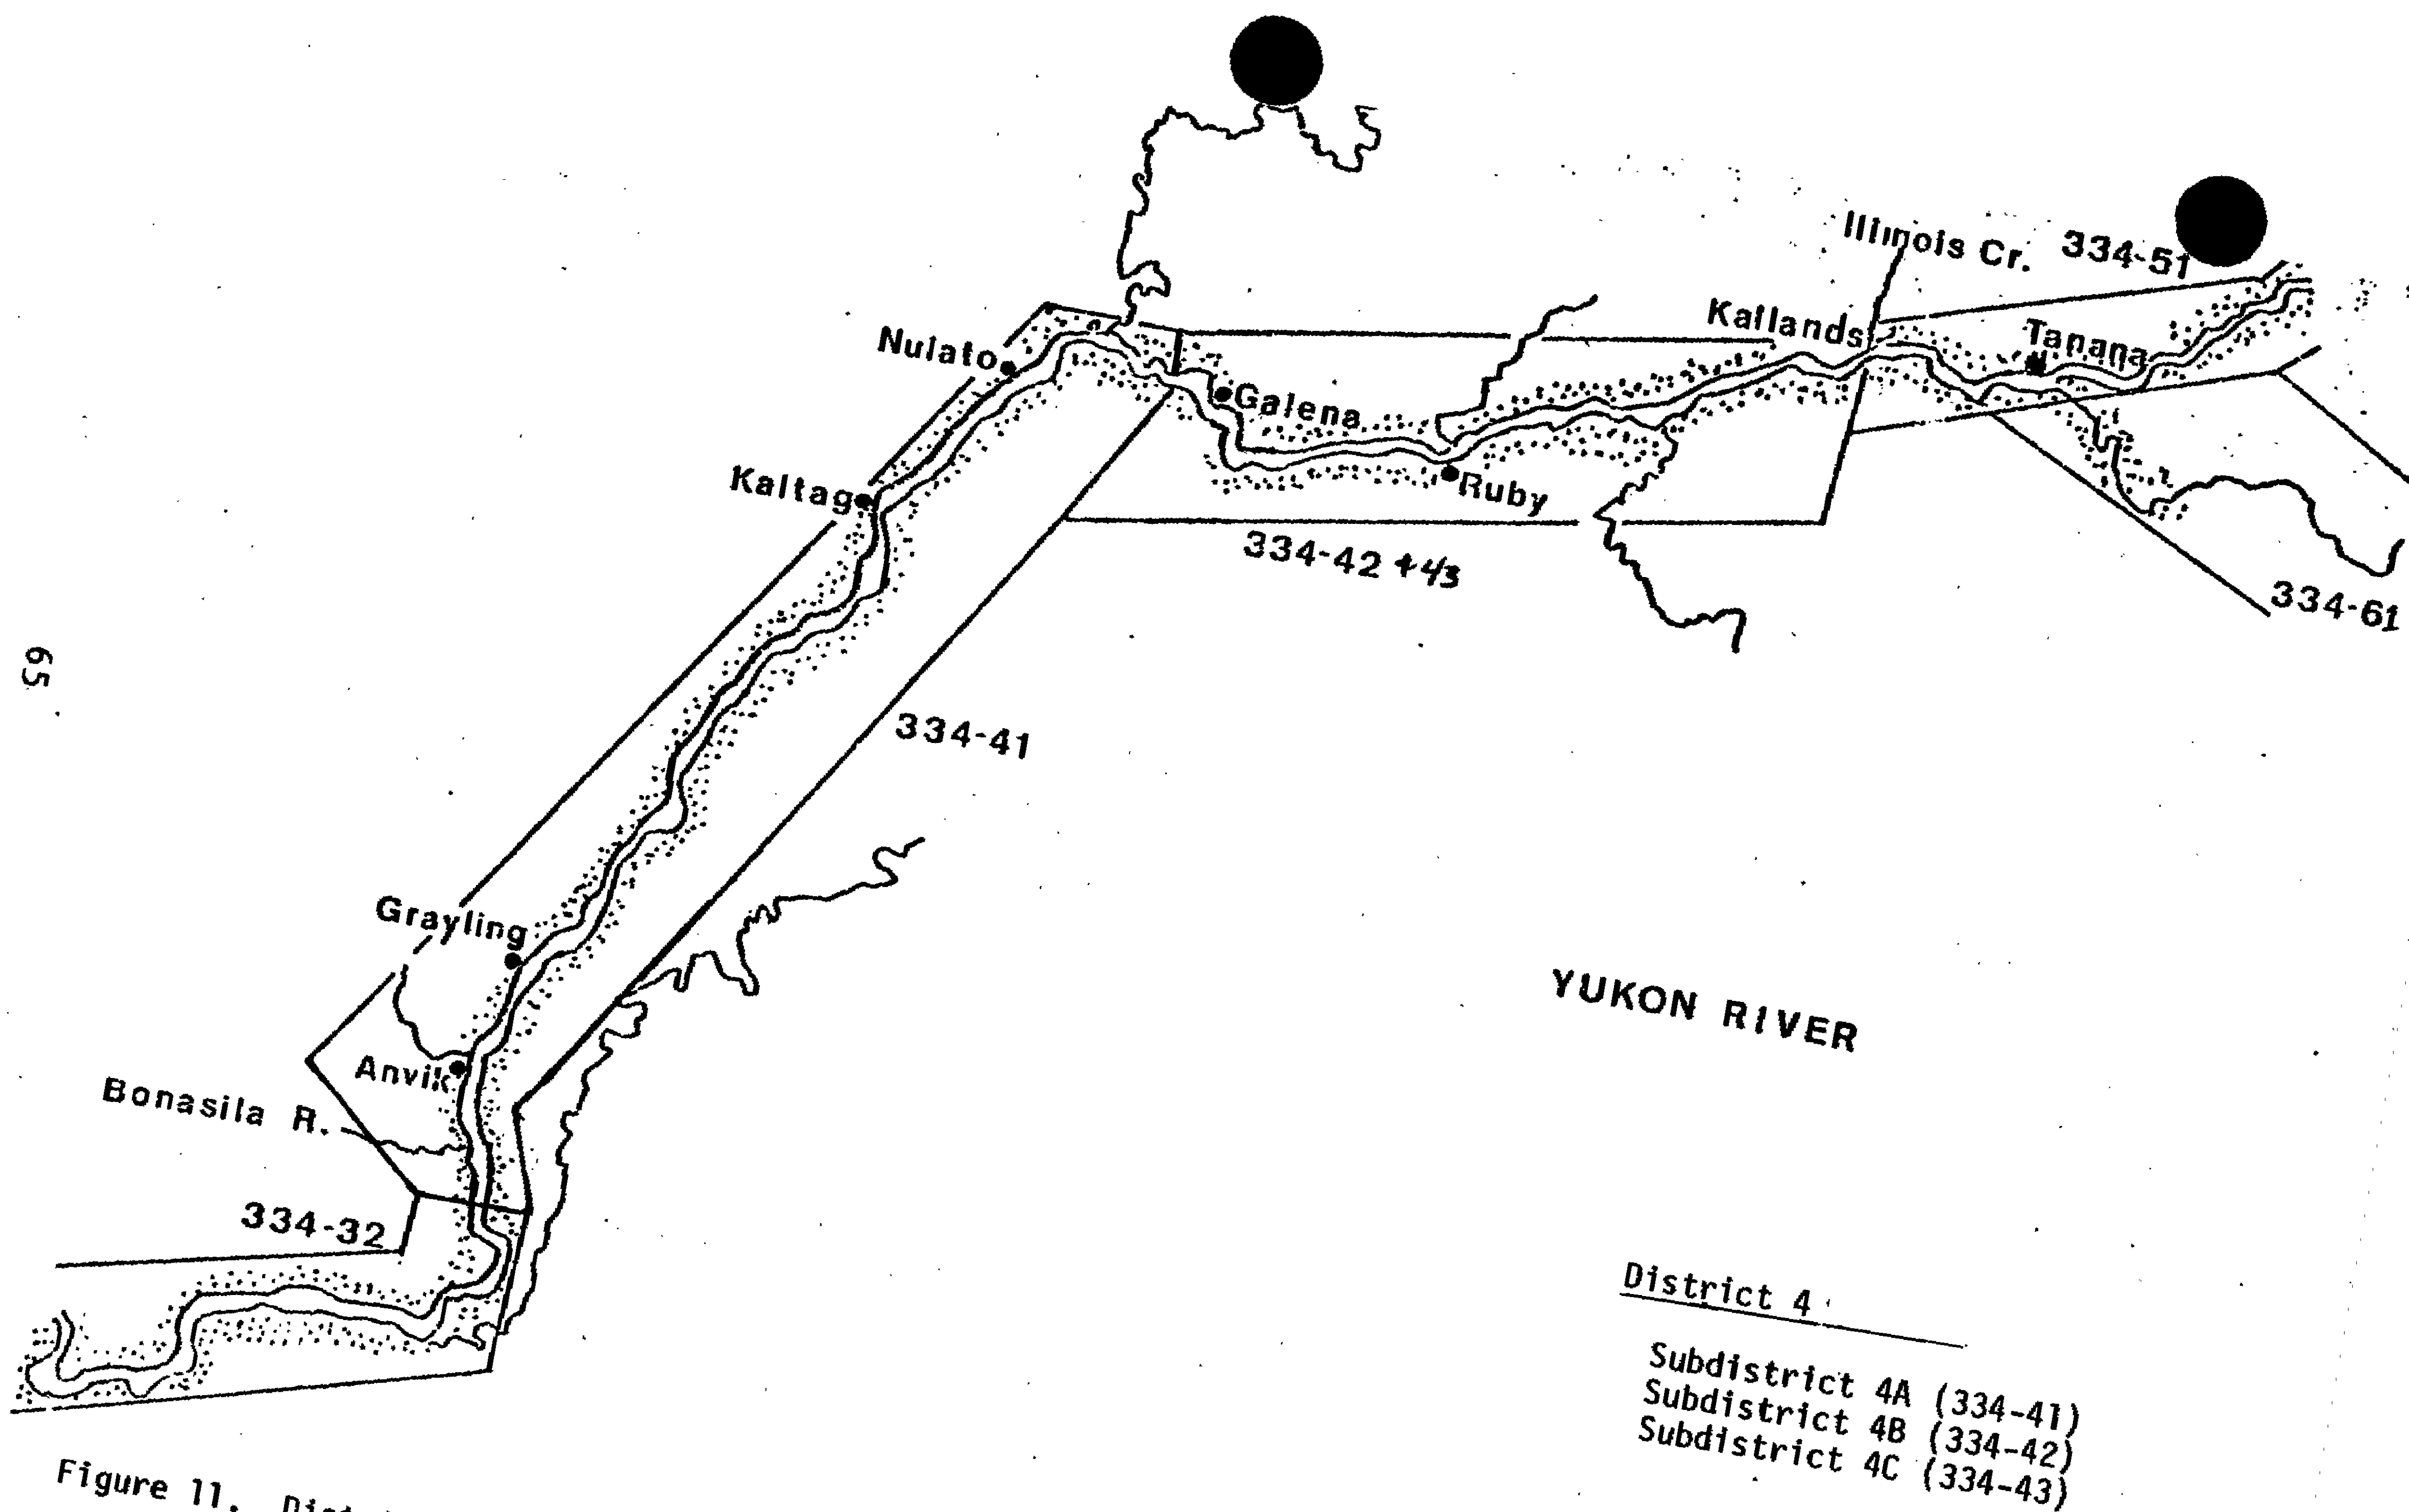 Illinois Cr. 334-51
Kallands
Tanana
Nulato
Galena
Kaltag
Ruby
334-42 + 43
334-61
65
334-41
Grayling
YUKON RIVER
Anvik
Bonasila R.
334-32
District 4
Subdistrict 4A (334-41)
Subdistrict 4B (334-42)
Subdistrict 4C (334-43)
Figure 11.